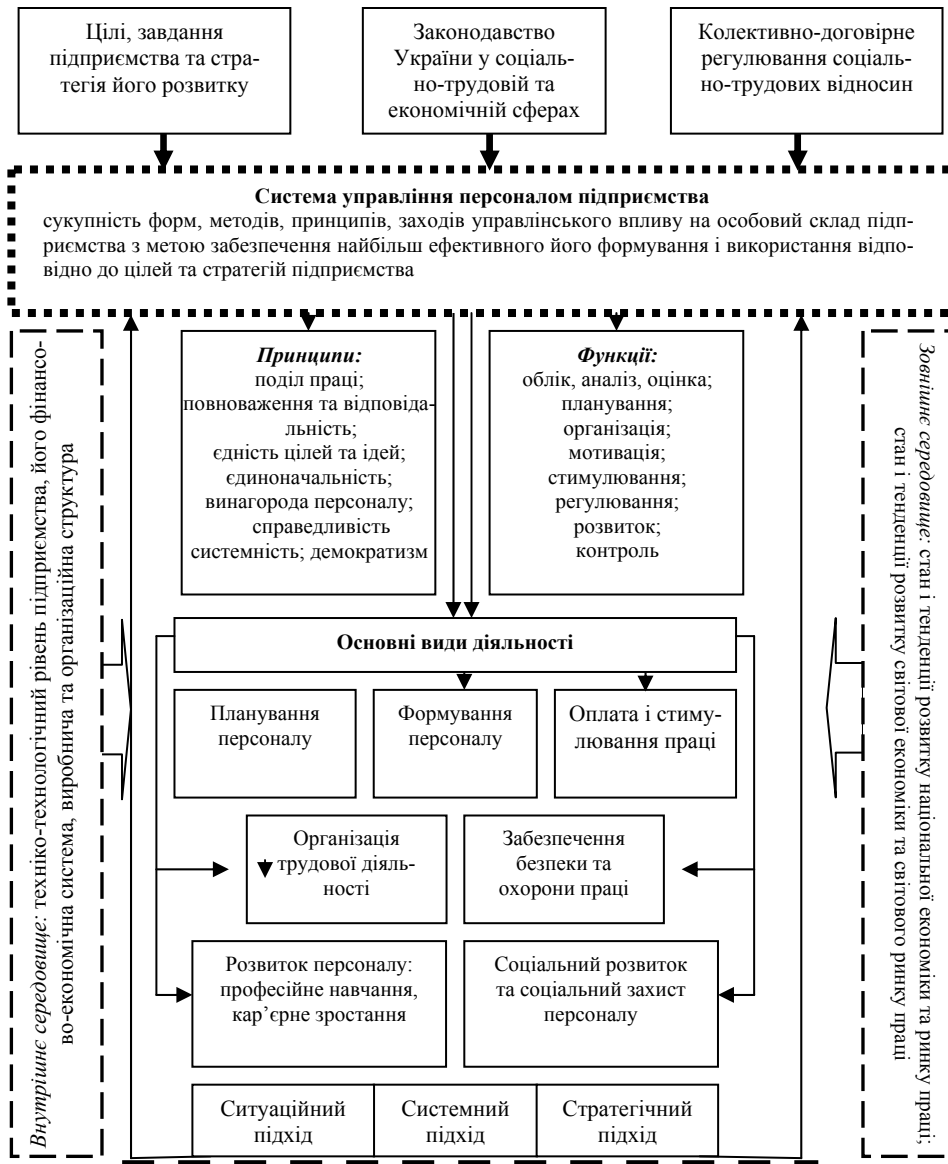 Цілі, завдання
підприємства та стра-
тегія його розвитку
Законодавство
України у соціаль-
но-трудовій та
економічній сферах
Колективно-договірне
регулювання соціаль-
но-трудових відносин
Система управління персоналом підприємства
сукупність форм, методів, принципів, заходів управлінського впливу на особовий склад підп-
риємства з метою забезпечення найбільш ефективного його формування і використання відпо-
відно до цілей та стратегій підприємства
Внутрішнє середовище: техніко-технологічний рівень підприємства, його фінансо-
во-економічна система, виробнича та організаційна структура
Принципи:
поділ праці;
повноваження та відповіда-
льність;
єдність цілей та ідей;
єдиноначальність;
винагорода персоналу;
справедливість
системність; демократизм
Функції:
облік, аналіз, оцінка;
планування;
організація;
мотивація;
стимулювання;
регулювання;
розвиток;
контроль
Зовнішнє середовище: стан і тенденції розвитку національної економіки та ринку праці;
стан і тенденції розвитку світової економіки та світового ринку праці
Основні види діяльності
Планування
персоналу
Формування
персоналу
Оплата і стиму-
лювання праці
Організація
трудової діяль-
ності
Забезпечення
безпеки та
охорони праці
Розвиток персоналу:
професійне навчання,
кар’єрне зростання
Соціальний розвиток
та соціальний захист
персоналу
Ситуаційний
підхід
Системний
підхід
Стратегічний
підхід